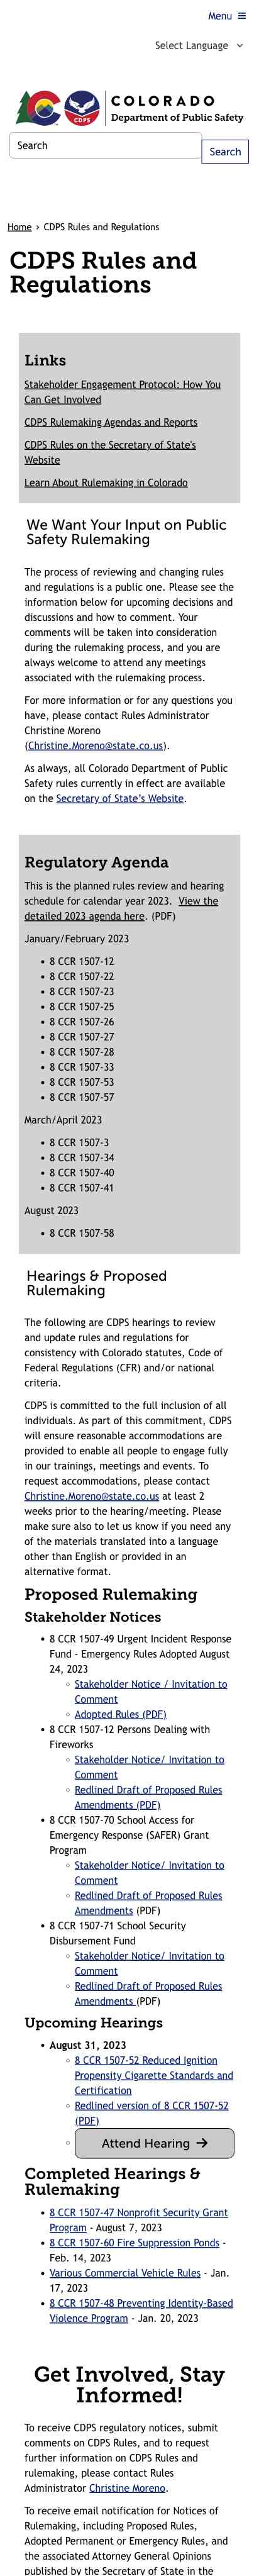 Menu ≡
Select Language
CDPS
COLORADO
Department of Public Safety
Search
Search
Home › CDPS Rules and Regulations
CDPS Rules and
Regulations
Links
Stakeholder Engagement Protocol: How You
Can Get Involved
CDPS Rulemaking Agendas and Reports
CDPS Rules on the Secretary of State's
Website
Learn About Rulemaking in Colorado
We Want Your Input on Public
Safety Rulemaking
The process of reviewing and changing rules
and regulations is a public one. Please see the
information below for upcoming decisions and
discussions and how to comment. Your
comments will be taken into consideration
during the rulemaking process, and you are
always welcome to attend any meetings
associated with the rulemaking process.
For more information or for any questions you
have, please contact Rules Administrator
Christine Moreno
(Christine.Moreno@state.co.us).
As always, all Colorado Department of Public
Safety rules currently in effect are available
on the Secretary of State's Website.
Regulatory Agenda
This is the planned rules review and hearing
schedule for calendar year 2023. View the
detailed 2023 agenda here. (PDF)
January/February 2023
• 8 CCR 1507-12
• 8 CCR 1507-22
• 8 CCR 1507-23
• 8 CCR 1507-25
• 8 CCR 1507-26
• 8 CCR 1507-27
• 8 CCR 1507-28
• 8 CCR 1507-33
• 8 CCR 1507-53
• 8 CCR 1507-57
March/April 2023
• 8 CCR 1507-3
• 8 CCR 1507-34
• 8 CCR 1507-40
• 8 CCR 1507-41
August 2023
• 8 CCR 1507-58
Hearings & Proposed
Rulemaking
The following are CDPS hearings to review
and update rules and regulations for
consistency with Colorado statutes, Code of
Federal Regulations (CFR) and/or national
criteria.
CDPS is committed to the full inclusion of all
individuals. As part of this commitment, CDPS
will ensure reasonable accommodations are
provided to enable all people to engage fully
in our trainings, meetings and events. To
request accommodations, please contact
Christine.Moreno@state.co.us at least 2
weeks prior to the hearing/meeting. Please
make sure also to let us know if you need any
of the materials translated into a language
other than English or provided in an
alternative format.
Proposed Rulemaking
Stakeholder Notices
• 8 CCR 1507-49 Urgent Incident Response
Fund - Emergency Rules Adopted August
24, 2023
◦ Stakeholder Notice / Invitation to
Comment
◦ Adopted Rules (PDF)
• 8 CCR 1507-12 Persons Dealing with
Fireworks
◦ Stakeholder Notice/ Invitation to
Comment
◦ Redlined Draft of Proposed Rules
Amendments (PDF)
• 8 CCR 1507-70 School Access for
Emergency Response (SAFER) Grant
Program
◦ Stakeholder Notice/ Invitation to
Comment
◦ Redlined Draft of Proposed Rules
Amendments (PDF)
• 8 CCR 1507-71 School Security
Disbursement Fund
◦ Stakeholder Notice/ Invitation to
Comment
◦ Redlined Draft of Proposed Rules
Amendments (PDF)
Upcoming Hearings
• August 31, 2023
◦ 8 CCR 1507-52 Reduced Ignition
Propensity Cigarette Standards and
Certification
◦ Redlined version of 8 CCR 1507-52
(PDF)
◦ Attend Hearing →
Completed Hearings &
Rulemaking
• 8 CCR 1507-47 Nonprofit Security Grant
Program - August 7, 2023
• 8 CCR 1507-60 Fire Suppression Ponds -
Feb. 14, 2023
• Various Commercial Vehicle Rules - Jan.
17, 2023
• 8 CCR 1507-48 Preventing Identity-Based
Violence Program - Jan. 20, 2023
Get Involved, Stay
Informed!
To receive CDPS regulatory notices, submit
comments on CDPS Rules, and to request
further information on CDPS Rules and
rulemaking, please contact Rules
Administrator Christine Moreno.
To receive email notification for Notices of
Rulemaking, including Proposed Rules,
Adopted Permanent or Emergency Rules, and
the associated Attorney General Opinions
published by the Secretary of State in the